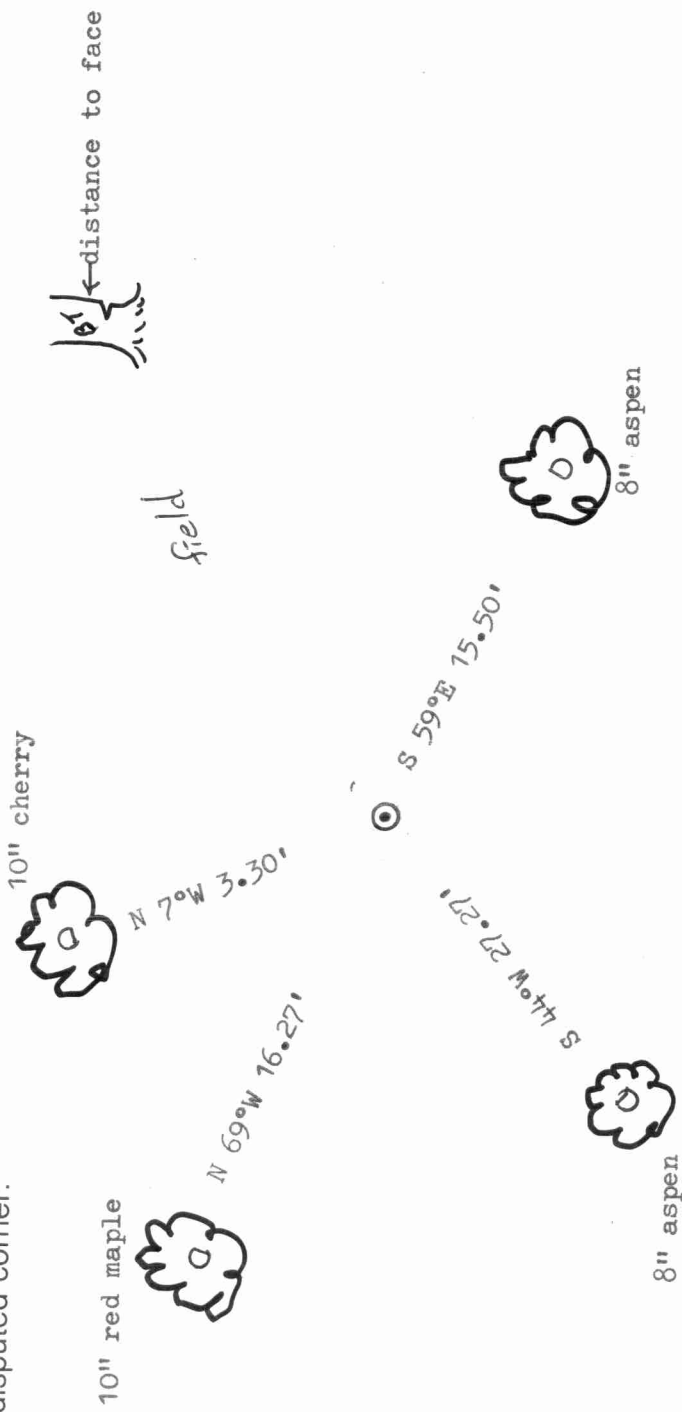 disputed corner.
10" red maple
N 69°W 16.27'
10" cherry
N 7°W 3.30'
field
←distance to face
S 59°E 15.50'
8" aspen
S 44°W 27.27'
8" aspen